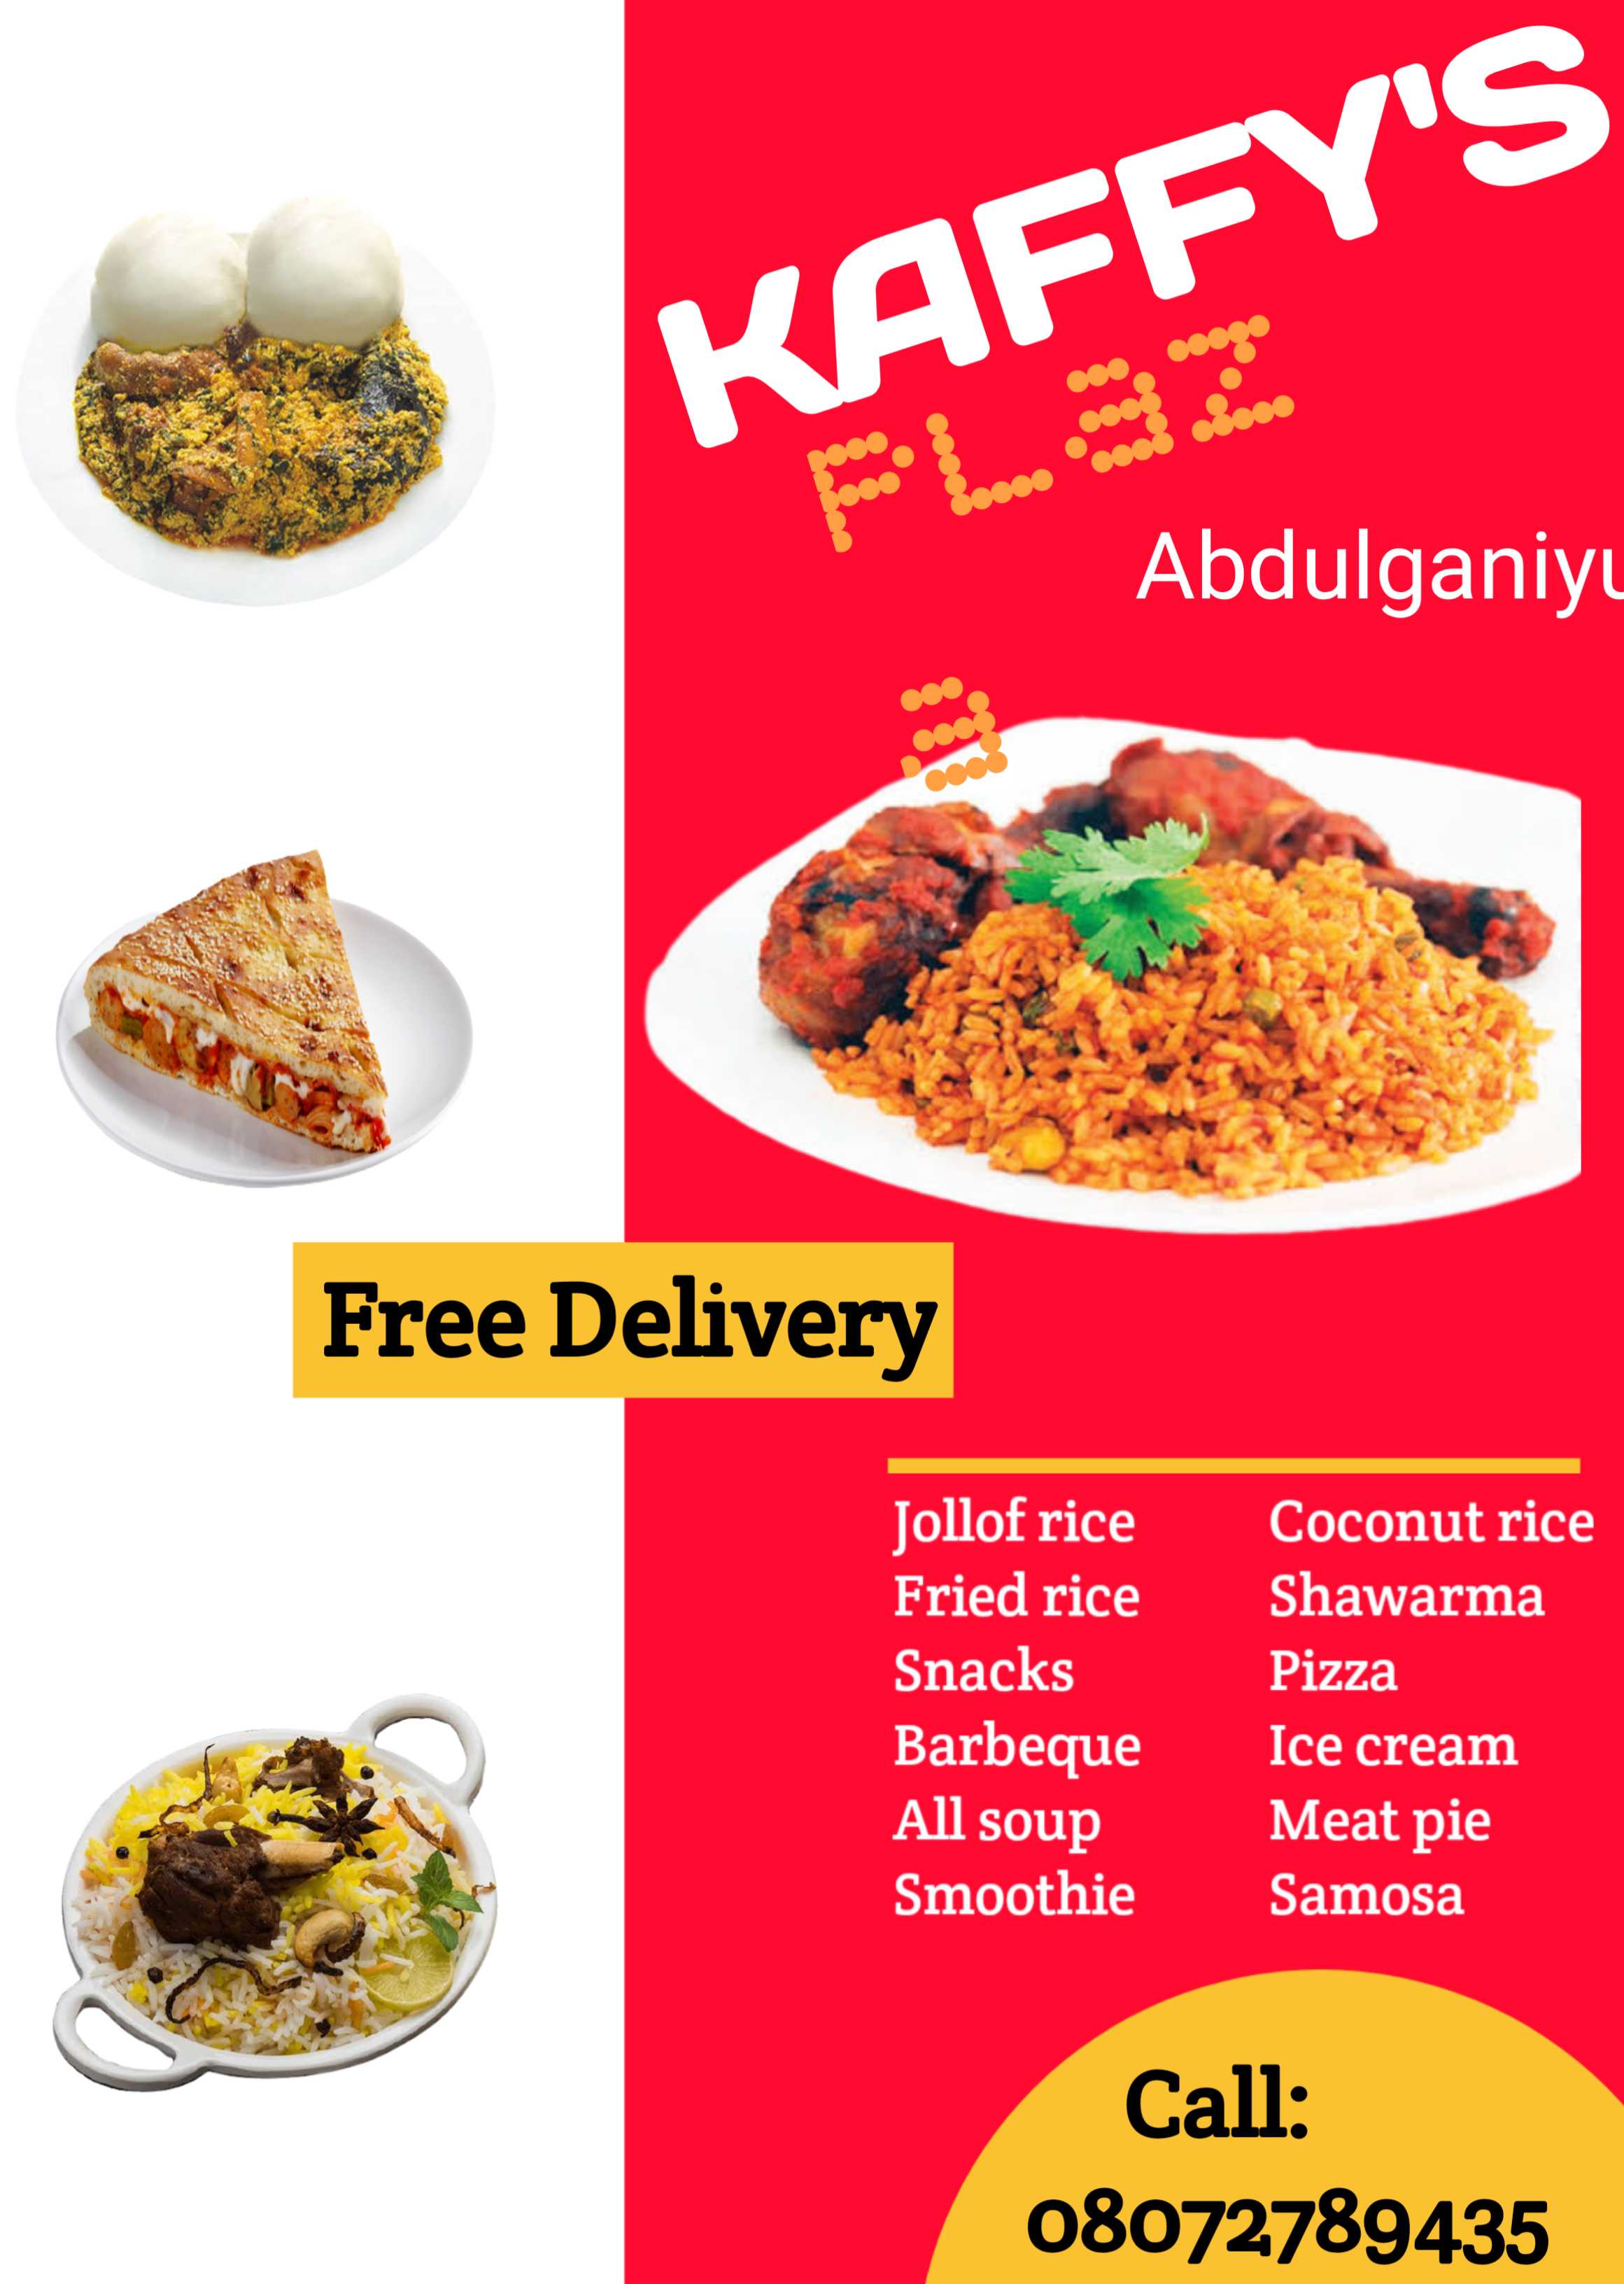 KAFFY'S
PLaz
Abdulganiyu
a
Free Delivery
Jollof rice
Fried rice
Snacks
Barbeque
All soup
Smoothie
Coconut rice
Shawarma
Pizza
Ice cream
Meat pie
Samosa
Call:
08072789435